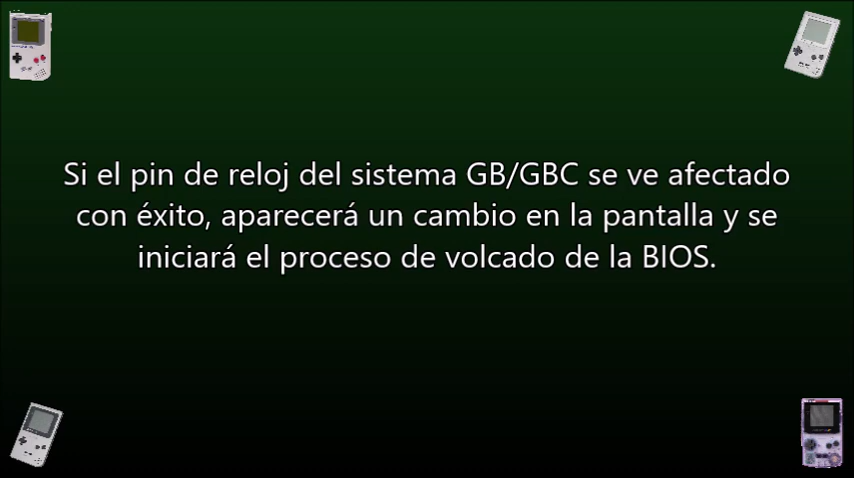 Si el pin de reloj del sistema GB/GBC se ve afectado
con éxito, aparecerá un cambio en la pantalla y se
iniciará el proceso de volcado de la BIOS.